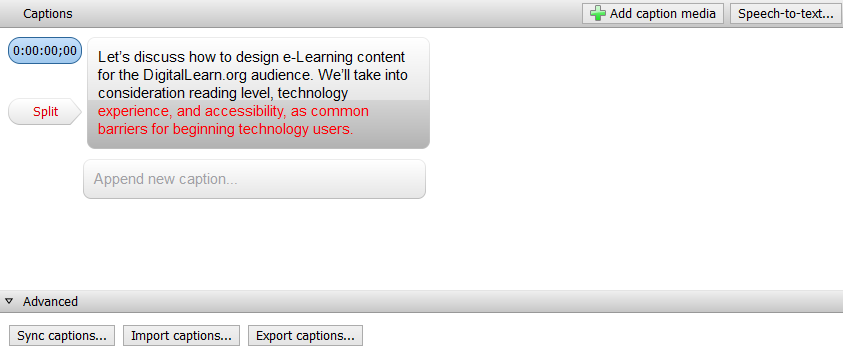 Captions
Add caption media
Speech-to-text...
0:00:00;00
Let's discuss how to design e-Learning content
for the DigitalLearn.org audience. We'll take into
consideration reading level, technology
Split
experience, and accessibility, as common
barriers for beginning technology users.
Append new caption...
Advanced
Sync captions...
Import captions...
Export captions...